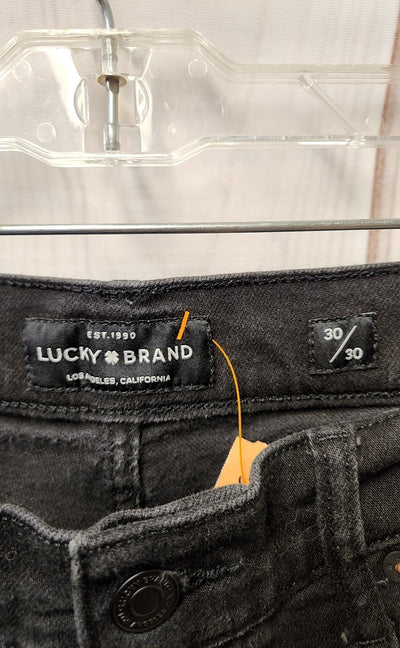 EST. 1990
LUCKY BRAND
LOS ANGELES, CALIFORNIA
30/30